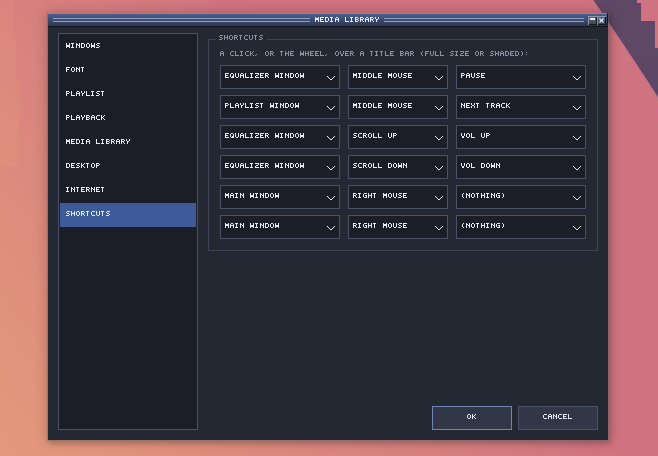 MEDIA LIBRARY
WINDOWS
FONT
PLAYLIST
PLAYBACK
MEDIA LIBRARY
DESKTOP
INTERNET
SHORTCUTS
SHORTCUTS
A CLICK, OR THE WHEEL, OVER A TITLE BAR (FULL SIZE OR SHADED):
EQUALIZER WINDOW MIDDLE MOUSE PAUSE
PLAYLIST WINDOW MIDDLE MOUSE NEXT TRACK
EQUALIZER WINDOW SCROLL UP VOL UP
EQUALIZER WINDOW SCROLL DOWN VOL DOWN
MAIN WINDOW RIGHT MOUSE (NOTHING)
MAIN WINDOW RIGHT MOUSE (NOTHING)
OK CANCEL